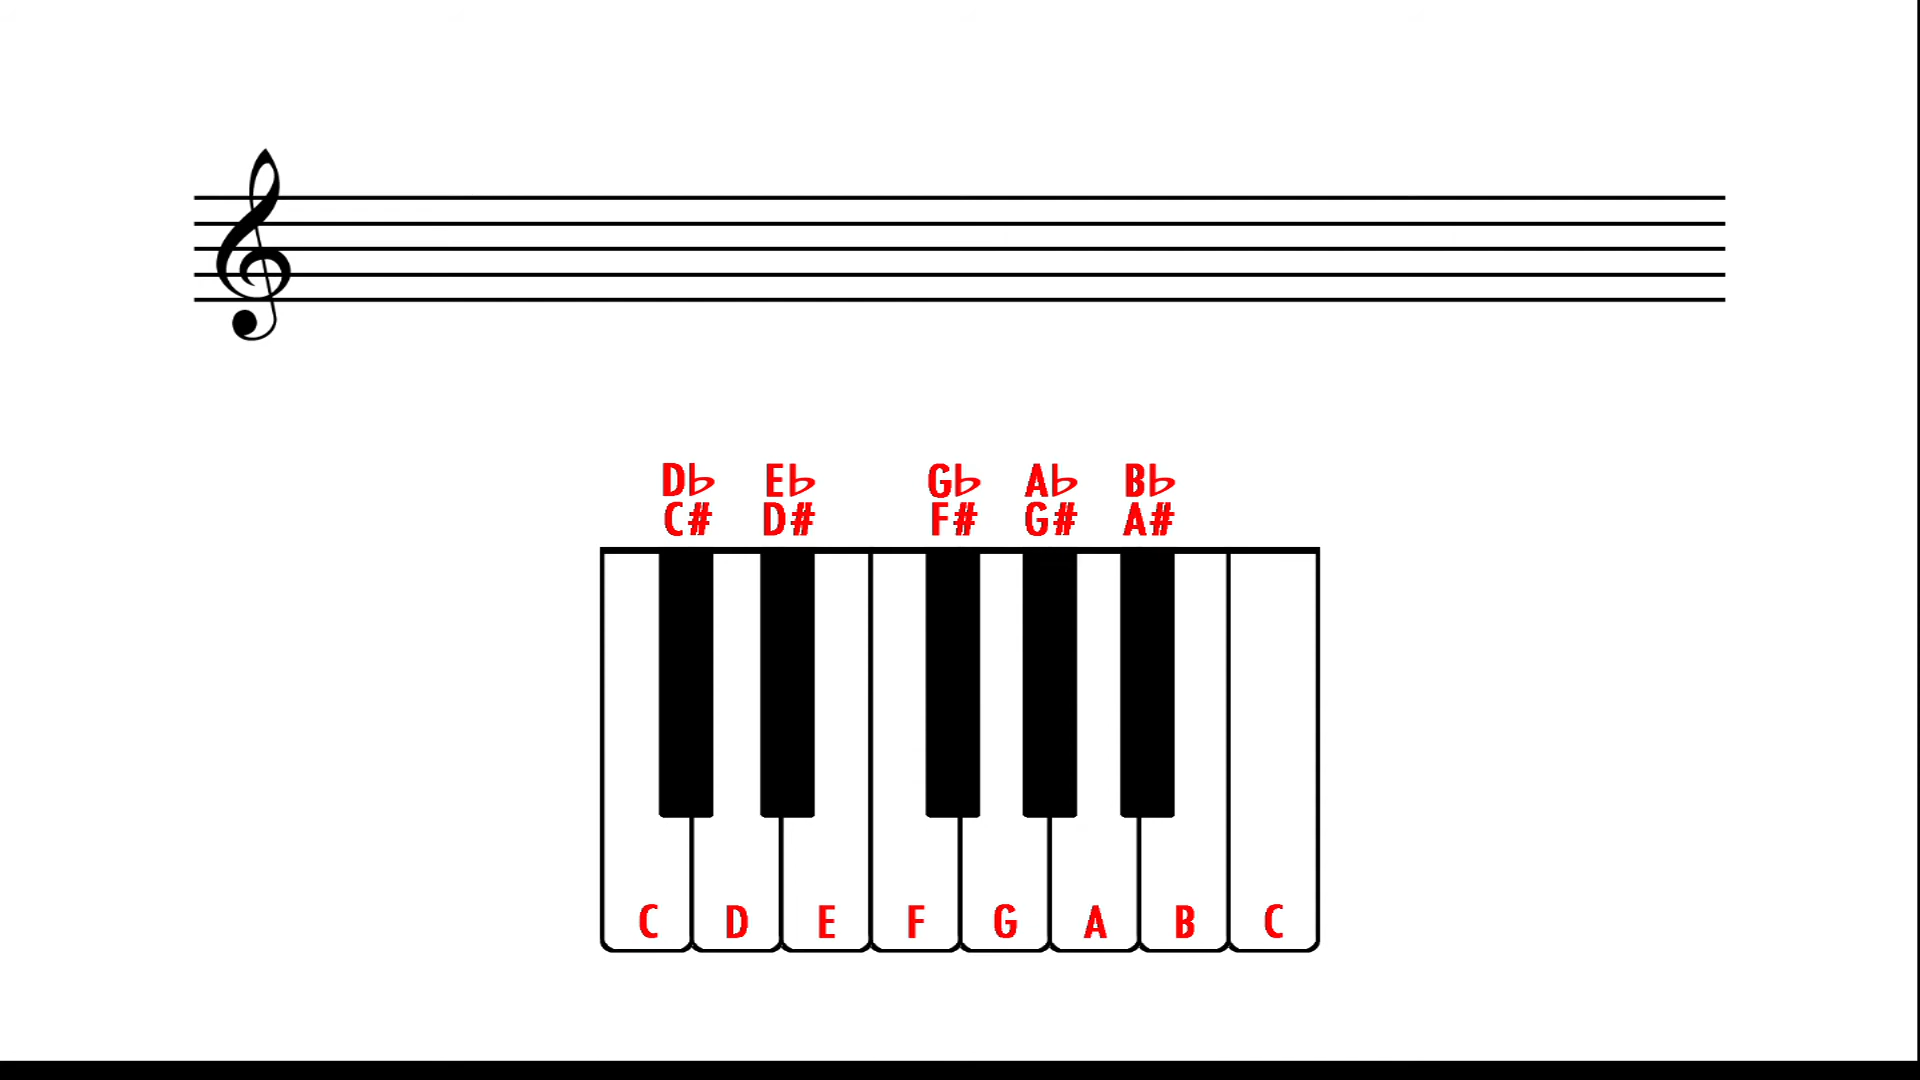 D♭ E♭ G♭ A♭ B♭
C# D# F# G# A#
C D E F G A B C